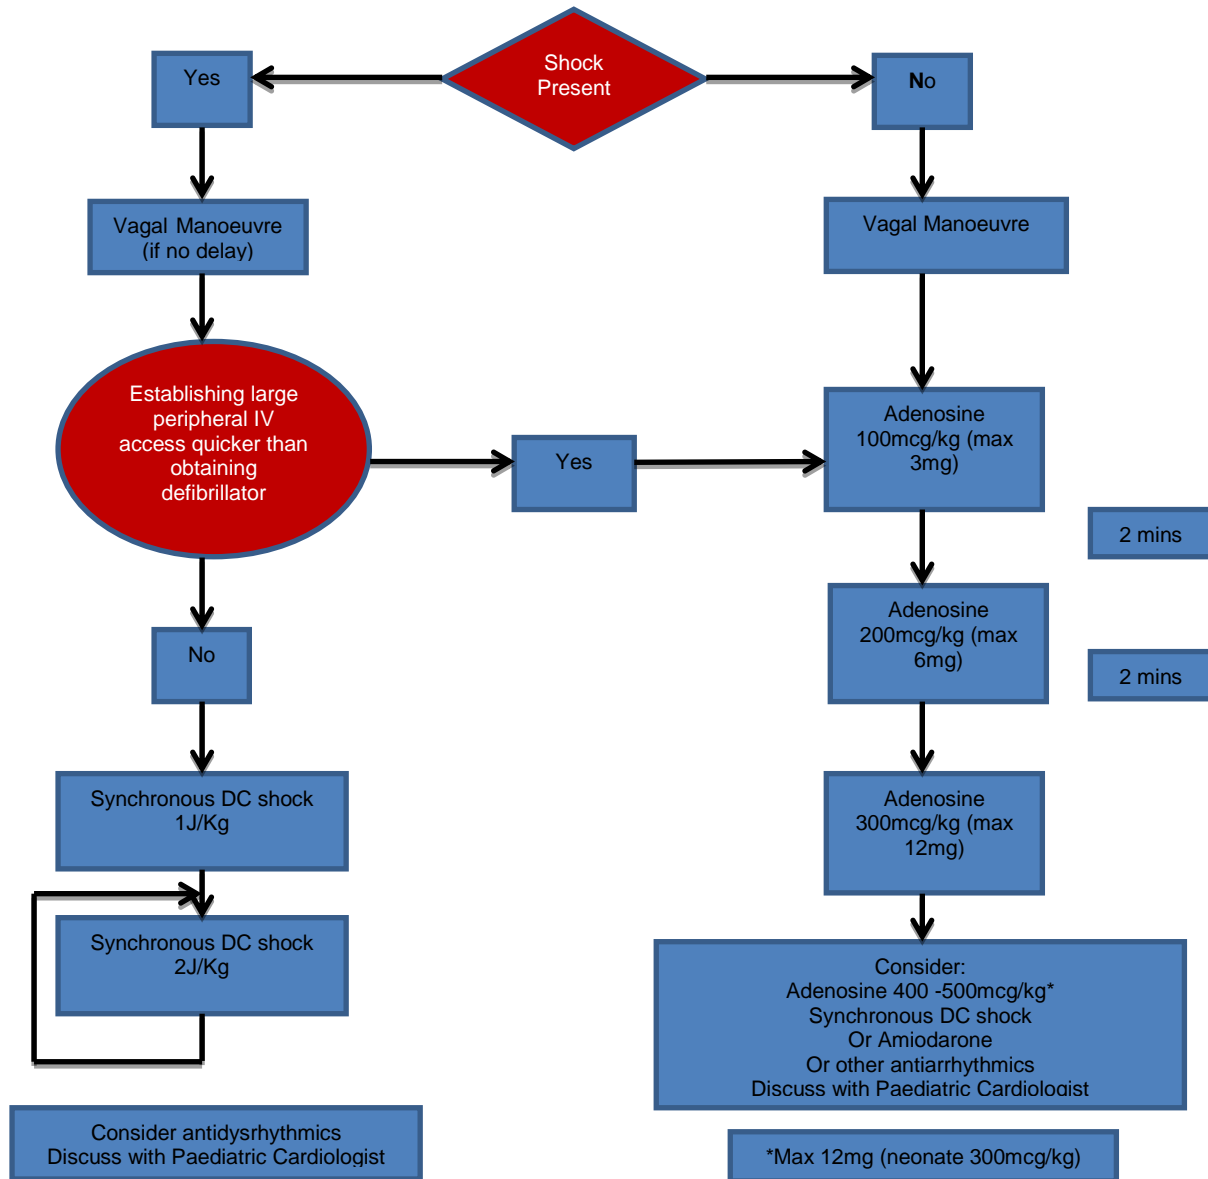 Shock
Present
Yes
No
Vagal Manoeuvre
(if no delay)
Vagal Manoeuvre
Establishing large
peripheral IV
access quicker than
obtaining
defibrillator
Yes
Adenosine
100mcg/kg (max
3mg)
2 mins
Adenosine
200mcg/kg (max
6mg)
2 mins
No
Synchronous DC shock
1J/Kg
Adenosine
300mcg/kg (max
12mg)
Synchronous DC shock
2J/Kg
Consider:
Adenosine 400 -500mcg/kg*
Synchronous DC shock
Or Amiodarone
Or other antiarrhythmics
Discuss with Paediatric Cardiologist
Consider antidysrhythmics
Discuss with Paediatric Cardiologist
*Max 12mg (neonate 300mcg/kg)